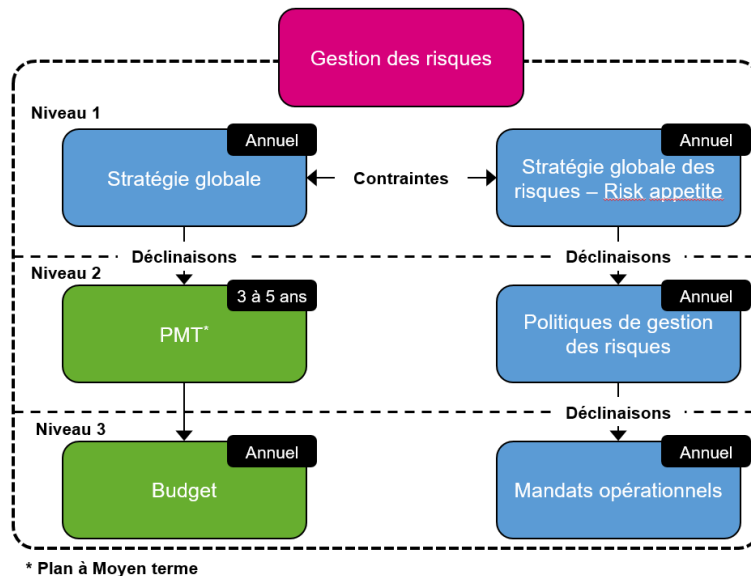 Gestion des risques
Niveau 1
Annuel
Annuel
Stratégie globale
Contraintes
Stratégie globale des
risques – Risk appetite
Déclinaisons
Déclinaisons
Niveau 2
3 à 5 ans
Annuel
PMT*
Politiques de gestion
des risques
Déclinaisons
Niveau 3
Annuel
Annuel
Budget
Mandats opérationnels
* Plan à Moyen terme